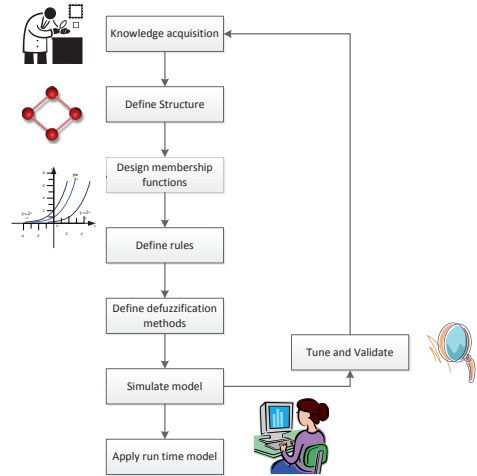 Knowledge acquisition
Define Structure
Design membership
functions
Define rules
Define defuzzification
methods
Tune and Validate
Simulate model
Apply run time model